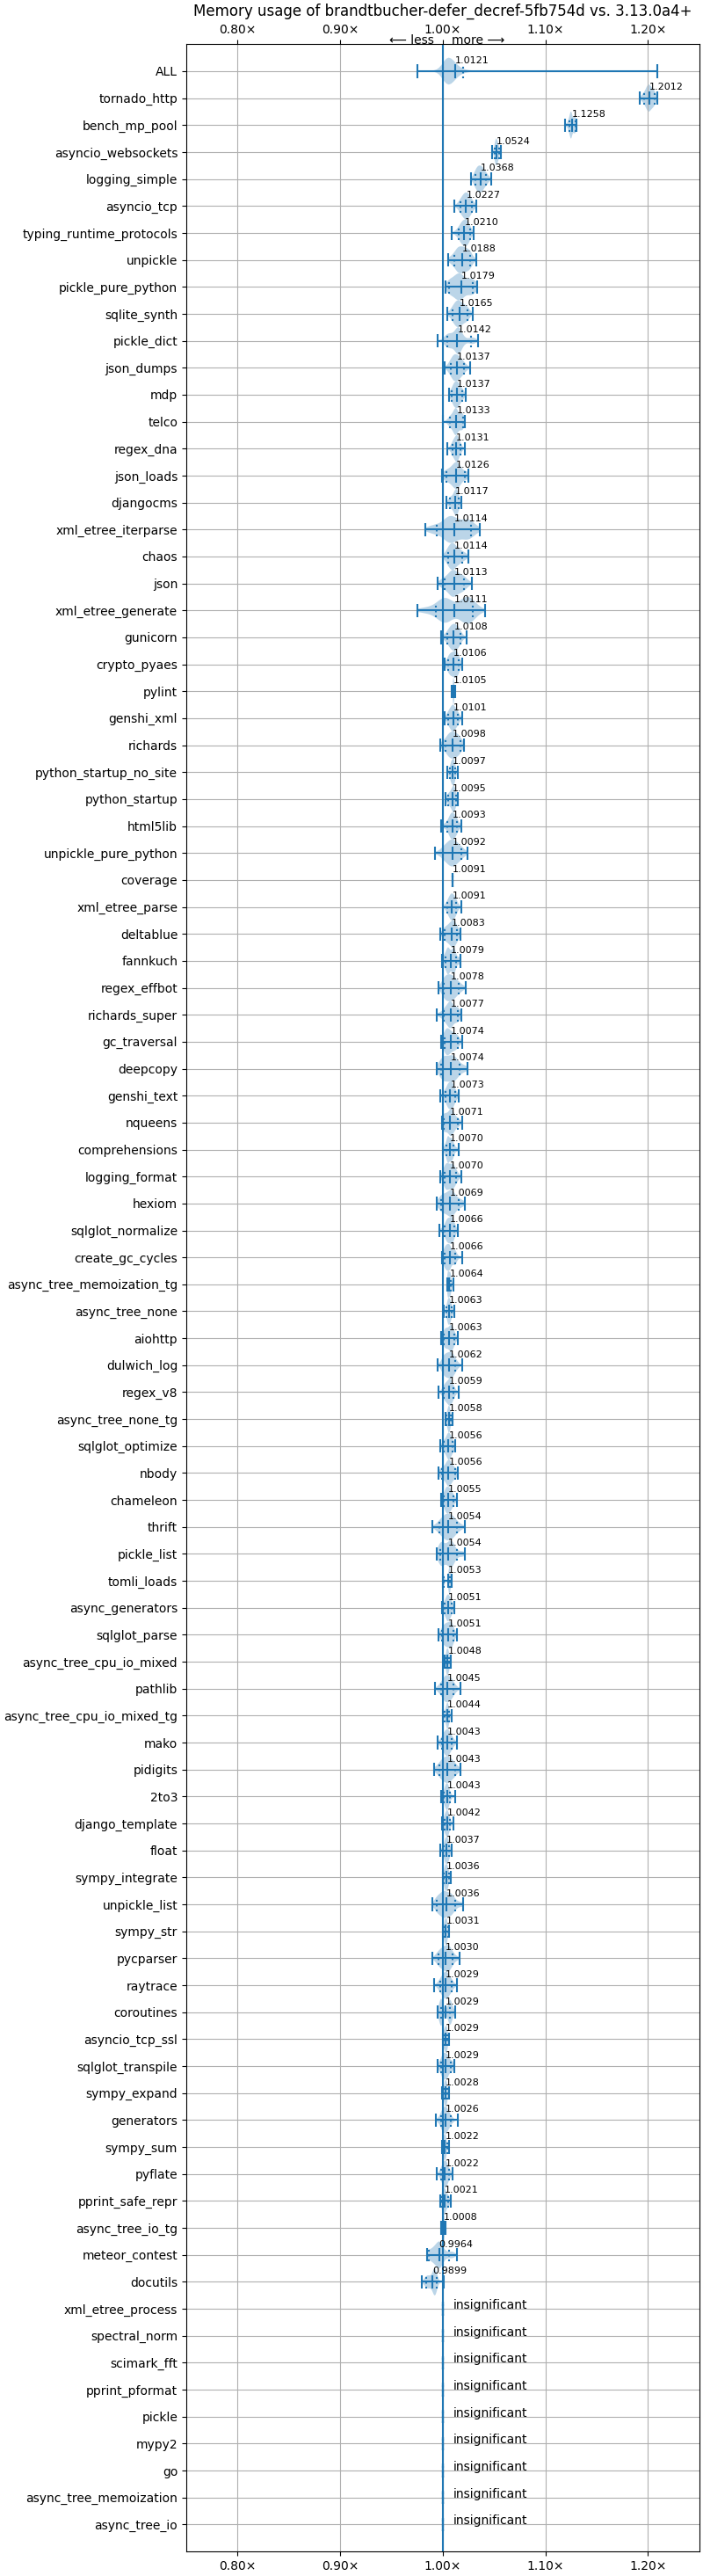 Memory usage of brandtbucher-defer_decref-5fb754d vs. 3.13.0a4+
0.80× 0.90× 1.00× 1.10× 1.20×
⟵ less more ⟶
ALL 1.0121
tornado_http 1.2012
bench_mp_pool 1.1258
asyncio_websockets 1.0524
logging_simple 1.0368
asyncio_tcp 1.0227
typing_runtime_protocols 1.0210
unpickle 1.0188
pickle_pure_python 1.0179
sqlite_synth 1.0165
pickle_dict 1.0142
json_dumps 1.0137
mdp 1.0137
telco 1.0133
regex_dna 1.0131
json_loads 1.0126
djangocms 1.0117
xml_etree_iterparse 1.0114
chaos 1.0114
json 1.0113
xml_etree_generate 1.0111
gunicorn 1.0108
crypto_pyaes 1.0106
pylint 1.0105
genshi_xml 1.0101
richards 1.0098
python_startup_no_site 1.0097
python_startup 1.0095
html5lib 1.0093
unpickle_pure_python 1.0092
coverage 1.0091
xml_etree_parse 1.0091
deltablue 1.0083
fannkuch 1.0079
regex_effbot 1.0078
richards_super 1.0077
gc_traversal 1.0074
deepcopy 1.0074
genshi_text 1.0073
nqueens 1.0071
comprehensions 1.0070
logging_format 1.0070
hexiom 1.0069
sqlglot_normalize 1.0066
create_gc_cycles 1.0066
async_tree_memoization_tg 1.0064
async_tree_none 1.0063
aiohttp 1.0063
dulwich_log 1.0062
regex_v8 1.0059
async_tree_none_tg 1.0058
sqlglot_optimize 1.0056
nbody 1.0056
chameleon 1.0055
thrift 1.0054
pickle_list 1.0054
tomli_loads 1.0053
async_generators 1.0051
sqlglot_parse 1.0051
async_tree_cpu_io_mixed 1.0048
pathlib 1.0045
async_tree_cpu_io_mixed_tg 1.0044
mako 1.0043
pidigits 1.0043
2to3 1.0043
django_template 1.0042
float 1.0037
sympy_integrate 1.0036
unpickle_list 1.0036
sympy_str 1.0031
pycparser 1.0030
raytrace 1.0029
coroutines 1.0029
asyncio_tcp_ssl 1.0029
sqlglot_transpile 1.0029
sympy_expand 1.0028
generators 1.0026
sympy_sum 1.0022
pyflate 1.0022
pprint_safe_repr 1.0021
async_tree_io_tg 1.0008
meteor_contest 0.9964
docutils 0.9899
xml_etree_process insignificant
spectral_norm insignificant
scimark_fft insignificant
pprint_pformat insignificant
pickle insignificant
mypy2 insignificant
go insignificant
async_tree_memoization insignificant
async_tree_io insignificant
0.80× 0.90× 1.00× 1.10× 1.20×